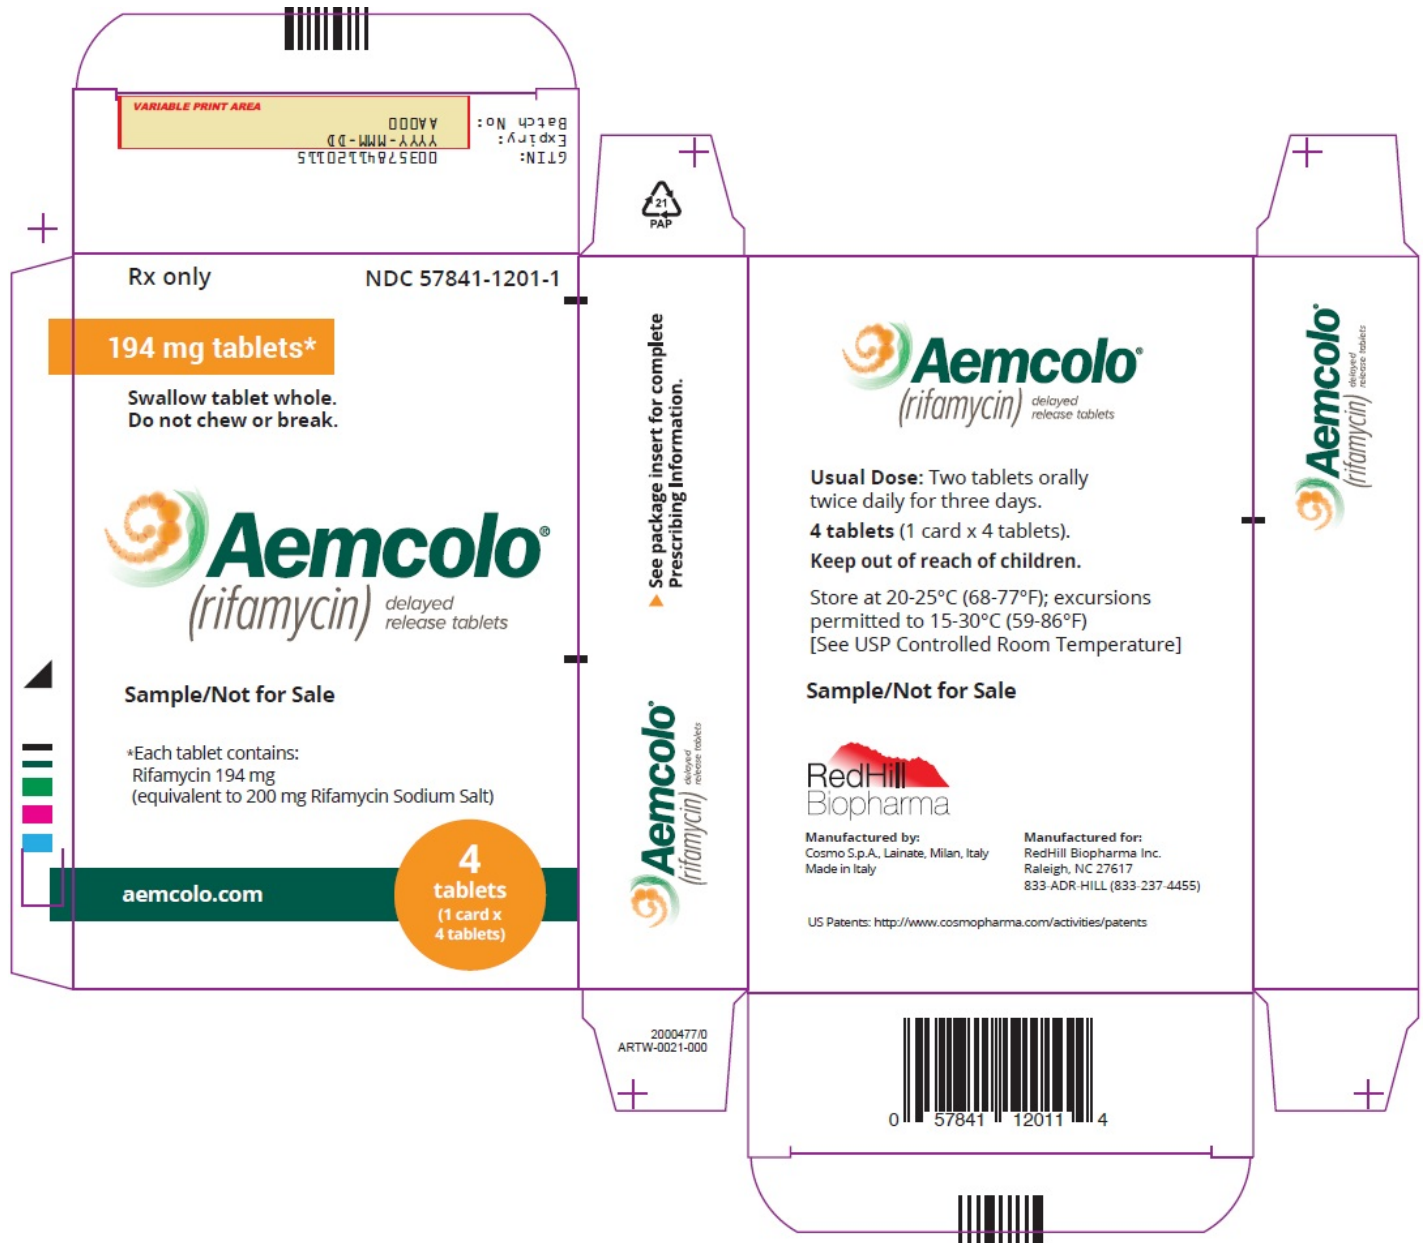 VARIABLE PRINT AREA
GTIN: 00357841120115
Expiry: YYYY-MMM-DD
Batch No: AA000
21
PAP
Rx only NDC 57841-1201-1
194 mg tablets*
Swallow tablet whole.
Do not chew or break.
Aemcolo®
(rifamycin) delayed
release tablets
Sample/Not for Sale
*Each tablet contains:
Rifamycin 194 mg
(equivalent to 200 mg Rifamycin Sodium Salt)
aemcolo.com
4
tablets
(1 card x
4 tablets)
See package insert for complete
Prescribing Information.
Aemcolo®
(rifamycin) delayed
release tablets
2000477/0
ARTW-0021-000
Aemcolo®
(rifamycin) delayed
release tablets
Usual Dose: Two tablets orally
twice daily for three days.
4 tablets (1 card x 4 tablets).
Keep out of reach of children.
Store at 20-25°C (68-77°F); excursions
permitted to 15-30°C (59-86°F)
[See USP Controlled Room Temperature]
Sample/Not for Sale
RedHill
Biopharma
Manufactured by:
Cosmo S.p.A., Lainate, Milan, Italy
Made in Italy
Manufactured for:
RedHill Biopharma Inc.
Raleigh, NC 27617
833-ADR-HILL (833-237-4455)
US Patents: http://www.cosmopharma.com/activities/patents
0 57841 12011 4
Aemcolo®
(rifamycin) delayed
release tablets